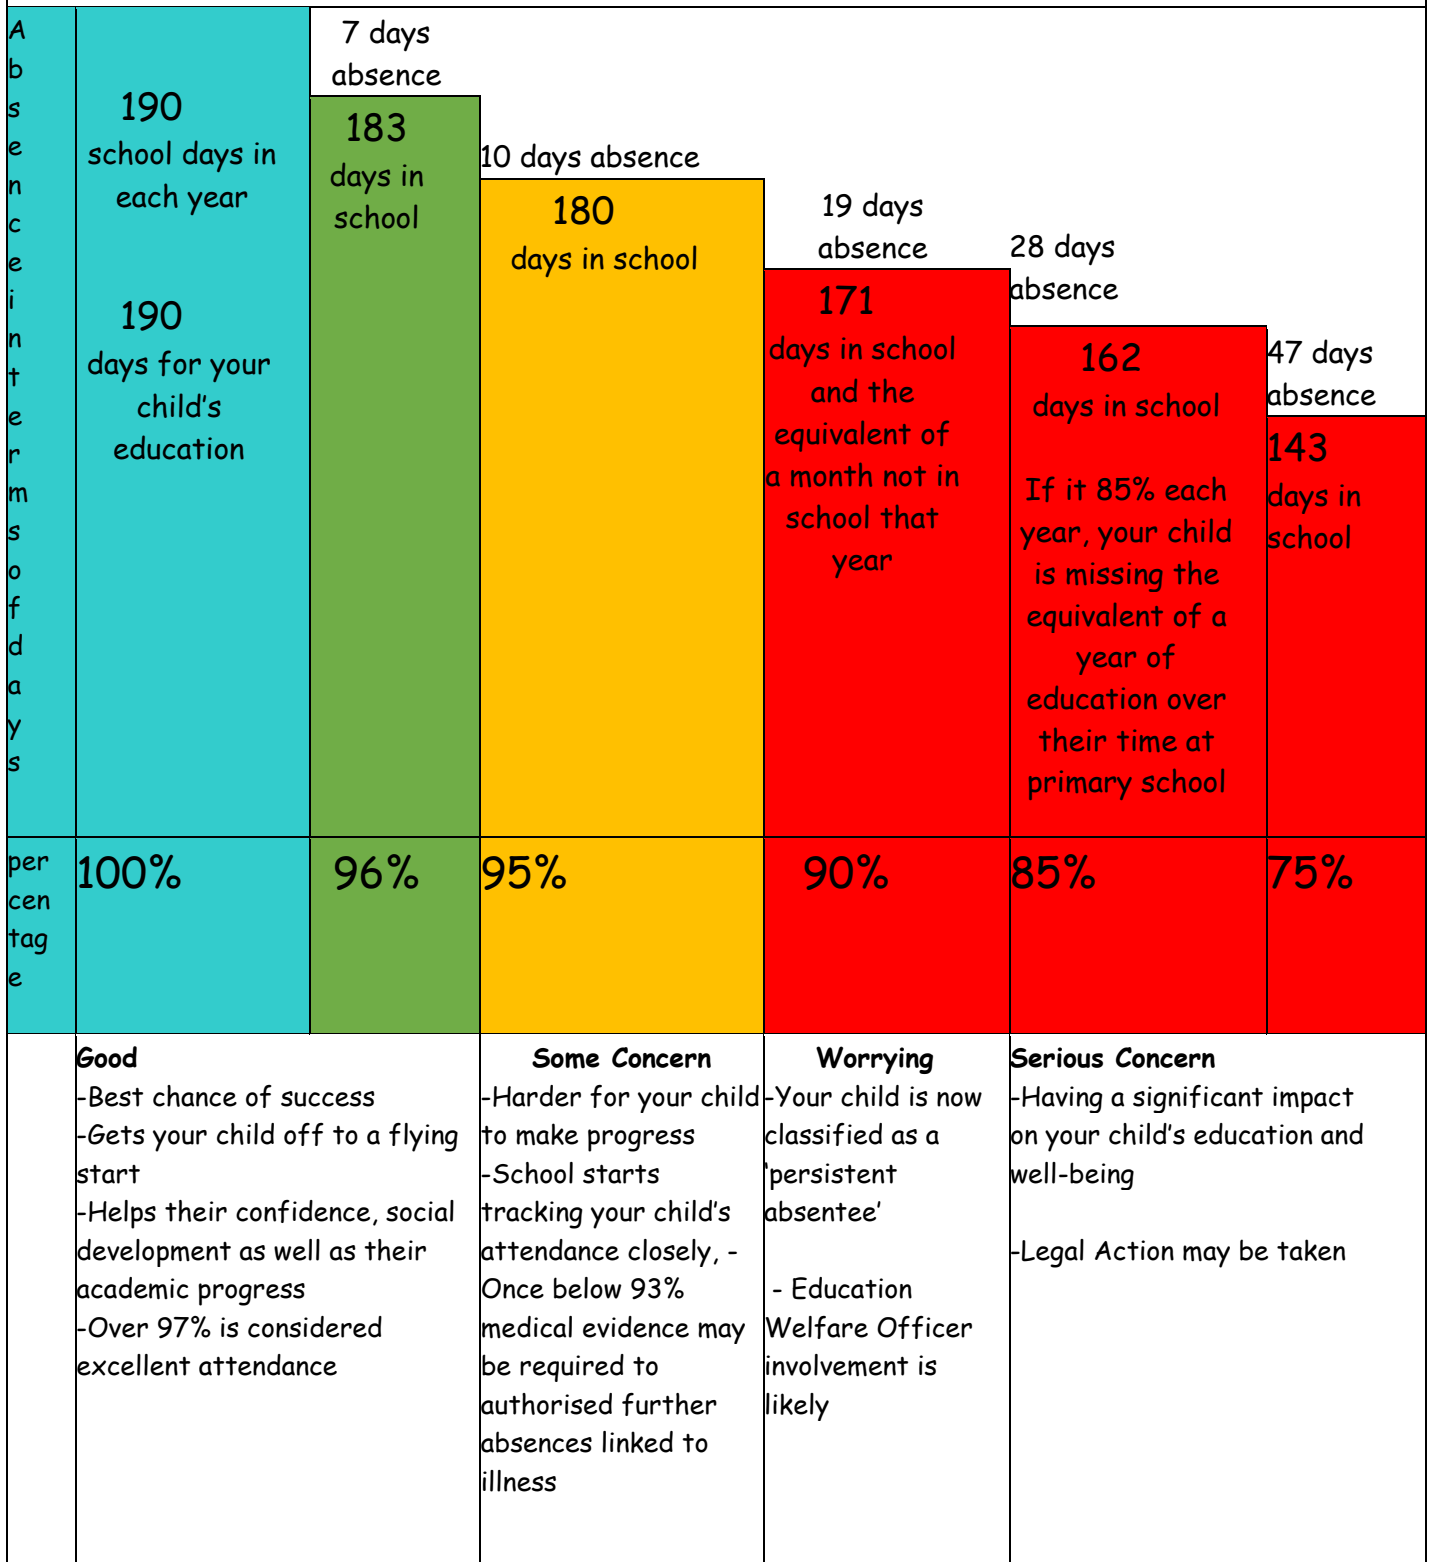 Absence in terms of days
190
school days in
each year
190
days for your
child's
education
7 days
absence
183
days in
school
10 days absence
180
days in school
19 days
absence
171
days in school
and the
equivalent of
a month not in
school that
year
28 days
absence
162
days in school
If it 85% each
year, your child
is missing the
equivalent of a
year of
education over
their time at
primary school
47 days
absence
143
days in
school
per
cen
tag
e
100%
96%
95%
90%
85%
75%
Good
-Best chance of success
-Gets your child off to a flying
start
-Helps their confidence, social
development as well as their
academic progress
-Over 97% is considered
excellent attendance
Some Concern
-Harder for your child
to make progress
-School starts
tracking your child's
attendance closely, -
Once below 93%
medical evidence may
be required to
authorised further
absences linked to
illness
Worrying
-Your child is now
classified as a
'persistent
absentee'
- Education
Welfare Officer
involvement is
likely
Serious Concern
-Having a significant impact
on your child's education and
well-being
-Legal Action may be taken